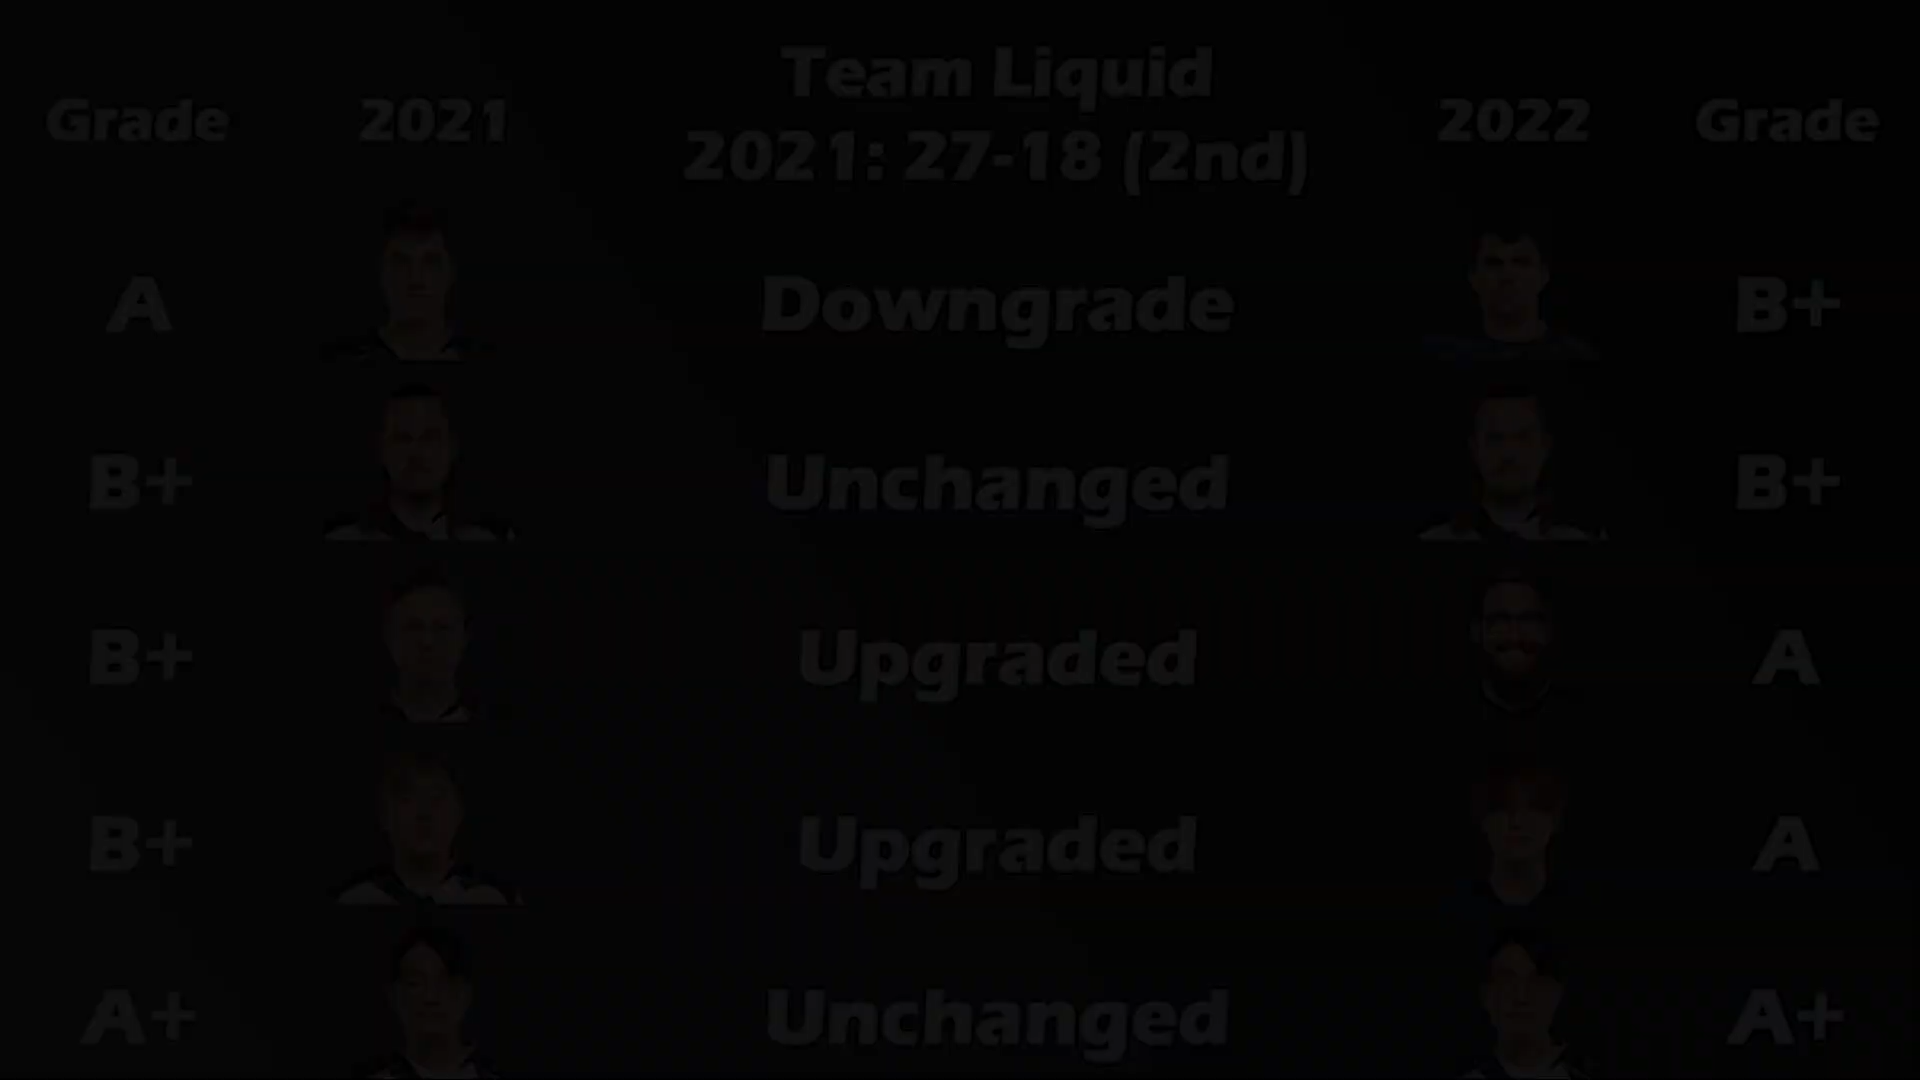 Team Liquid
Grade 2021 2021: 27-18 (2nd) 2022 Grade
A Downgrade B+
B+ Unchanged B+
B+ Upgraded A
B+ Upgraded A
A+ Unchanged A+